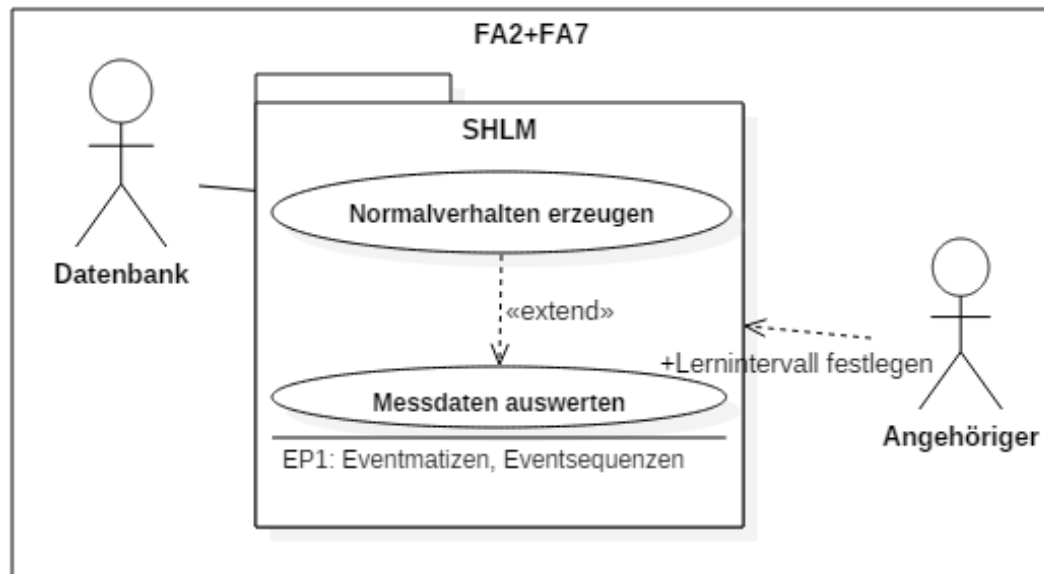 FA2+FA7
SHLM
Normalverhalten erzeugen
Datenbank
«extend»
+Lernintervall festlegen
Messdaten auswerten
Angehöriger
EP1: Eventmatizen, Eventsequenzen